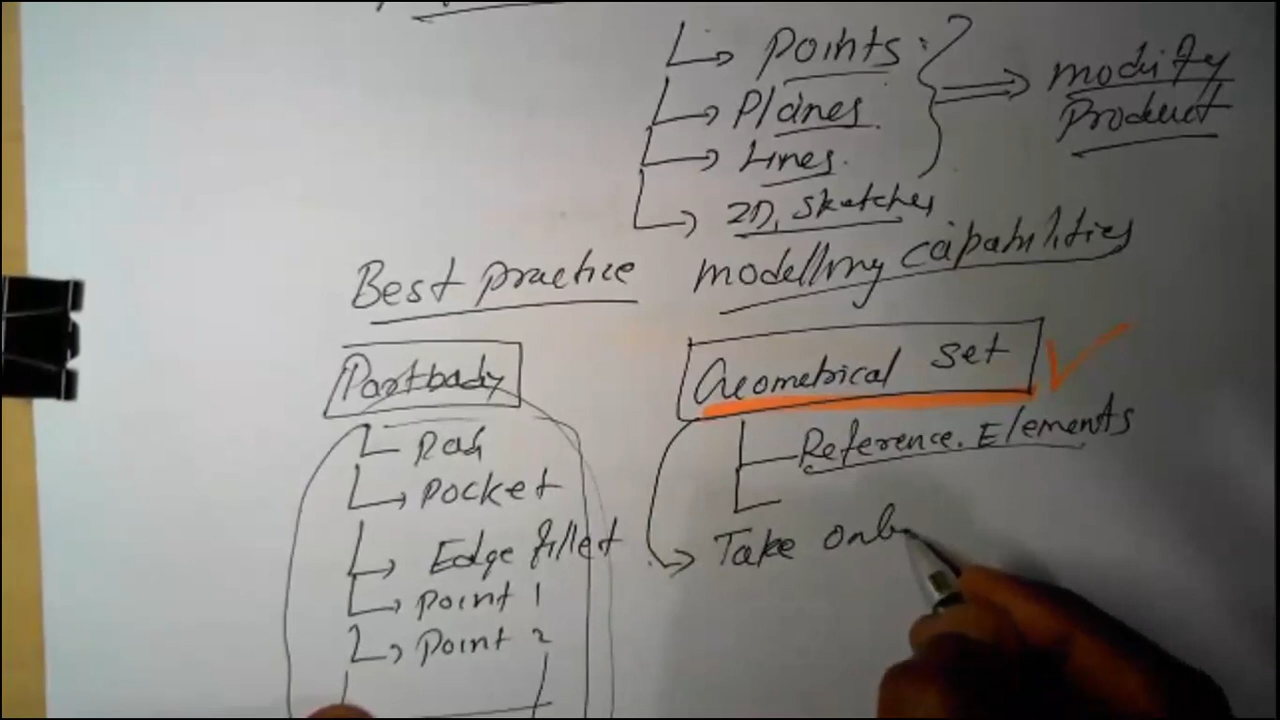 Points
Planes
Lines
2D, sketches
modify
Product
Best practice modelling capabilities
Partbody
Geometrical Set
Pad
Pocket
Edge fillet
Point 1
Point 2
Reference Elements
Take only